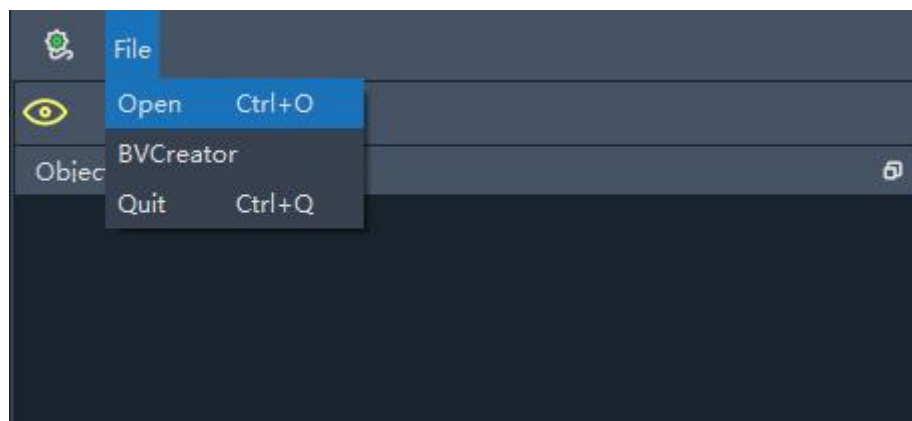 File
Open Ctrl+O
BVCreator
Objec
Quit Ctrl+Q